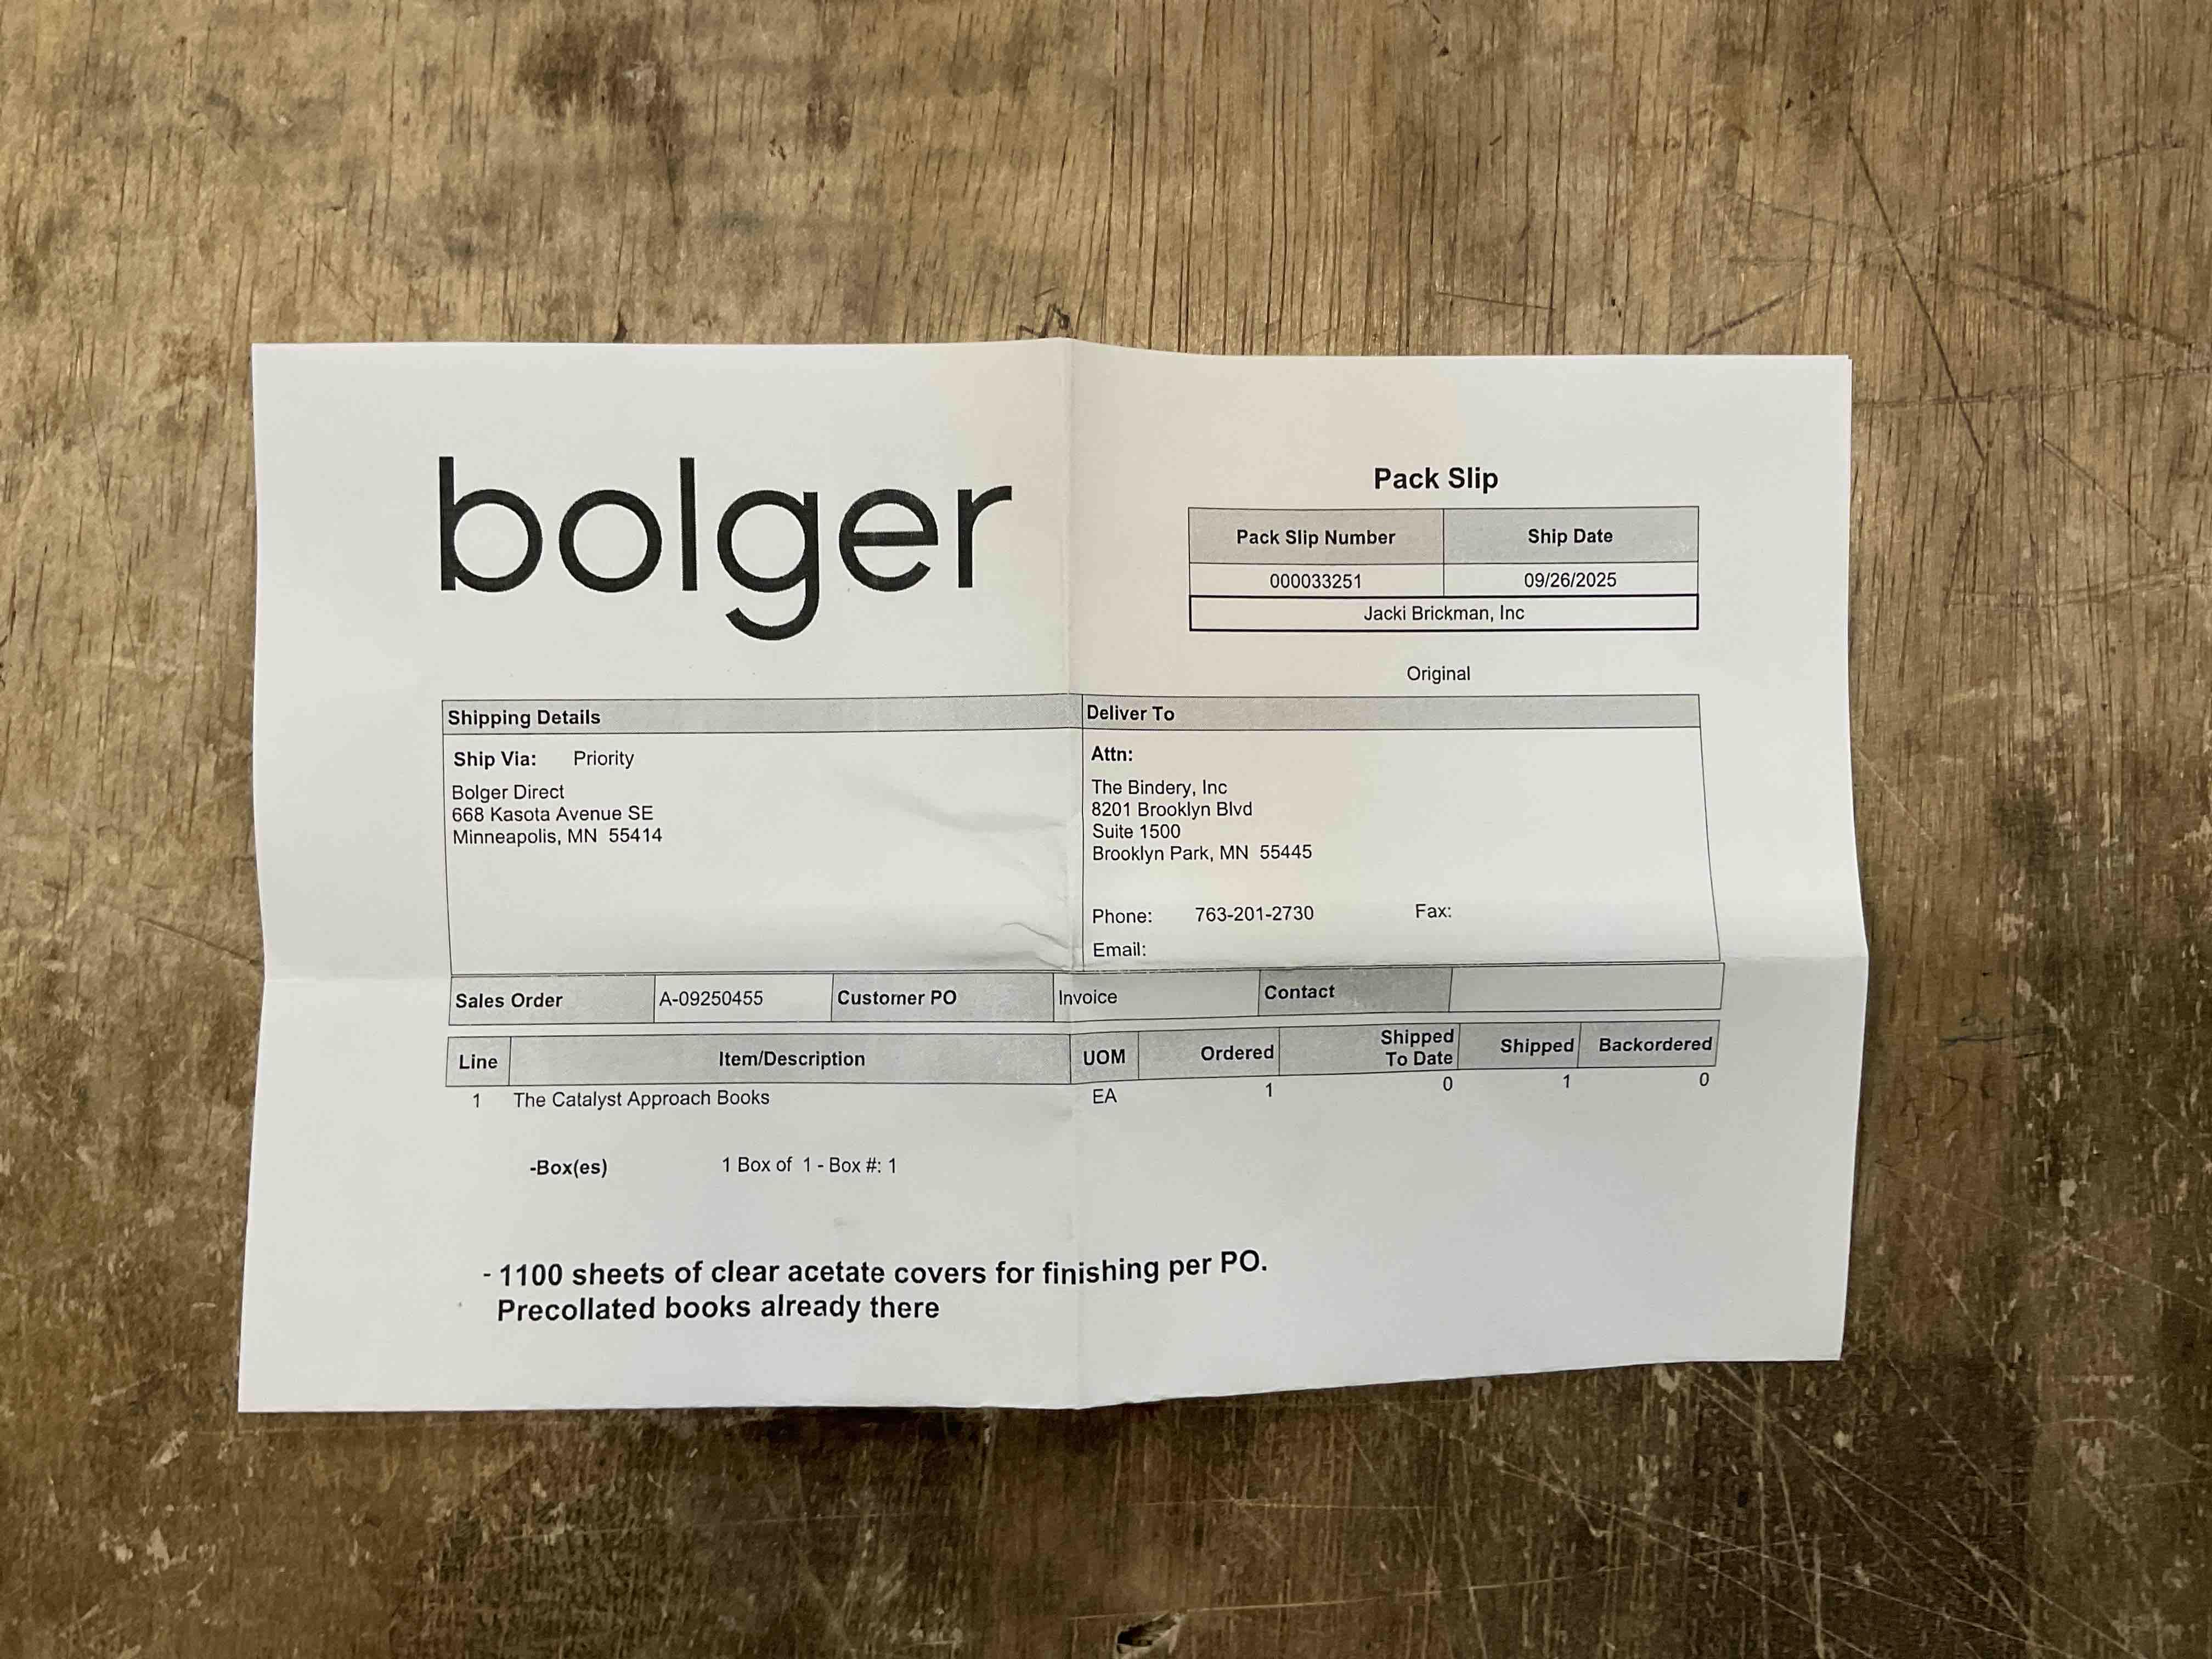 bolger
Pack Slip
Pack Slip Number Ship Date
000033251 09/26/2025
Jacki Brickman, Inc
Original
Shipping Details Deliver To
Ship Via: Priority
Bolger Direct
668 Kasota Avenue SE
Minneapolis, MN 55414
Attn:
The Bindery, Inc
8201 Brooklyn Blvd
Suite 1500
Brooklyn Park, MN 55445
Phone: 763-201-2730 Fax:
Email:
Sales Order A-09250455 Customer PO Invoice Contact
Line Item/Description UOM Ordered Shipped To Date Shipped Backordered
1 The Catalyst Approach Books EA 1 0 1 0
-Box(es) 1 Box of 1 - Box #: 1
- 1100 sheets of clear acetate covers for finishing per PO.
Precollated books already there